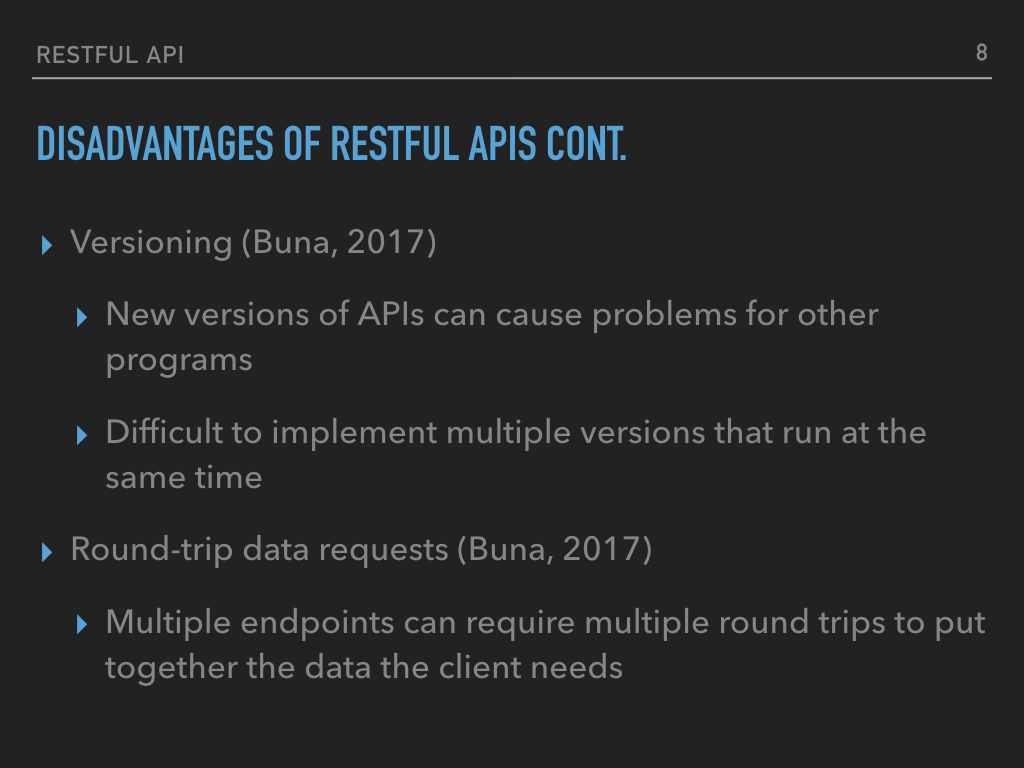 RESTFUL API
8
DISADVANTAGES OF RESTFUL APIS CONT.
Versioning (Buna, 2017)
New versions of APIs can cause problems for other
programs
Difficult to implement multiple versions that run at the
same time
Round-trip data requests (Buna, 2017)
Multiple endpoints can require multiple round trips to put
together the data the client needs